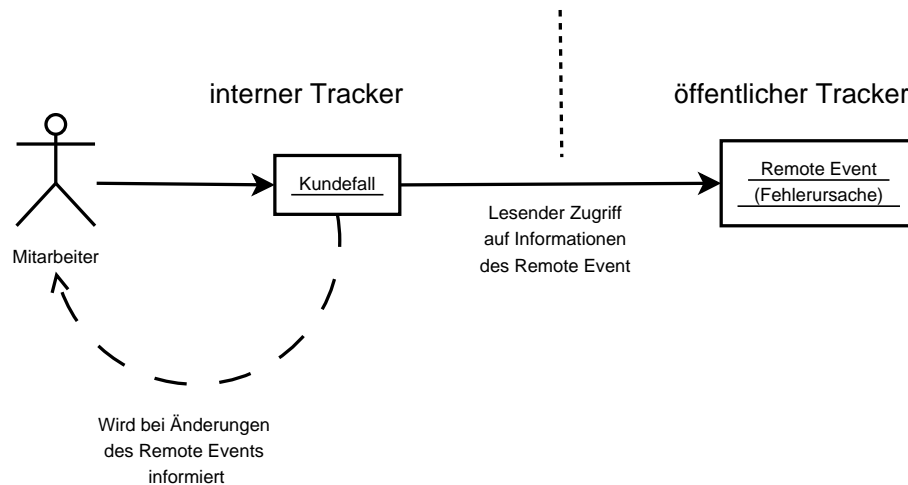 interner Tracker
öffentlicher Tracker
Mitarbeiter
Kundefall
Lesender Zugriff
auf Informationen
des Remote Event
Remote Event
(Fehlerursache)
Wird bei Änderungen
des Remote Events
informiert